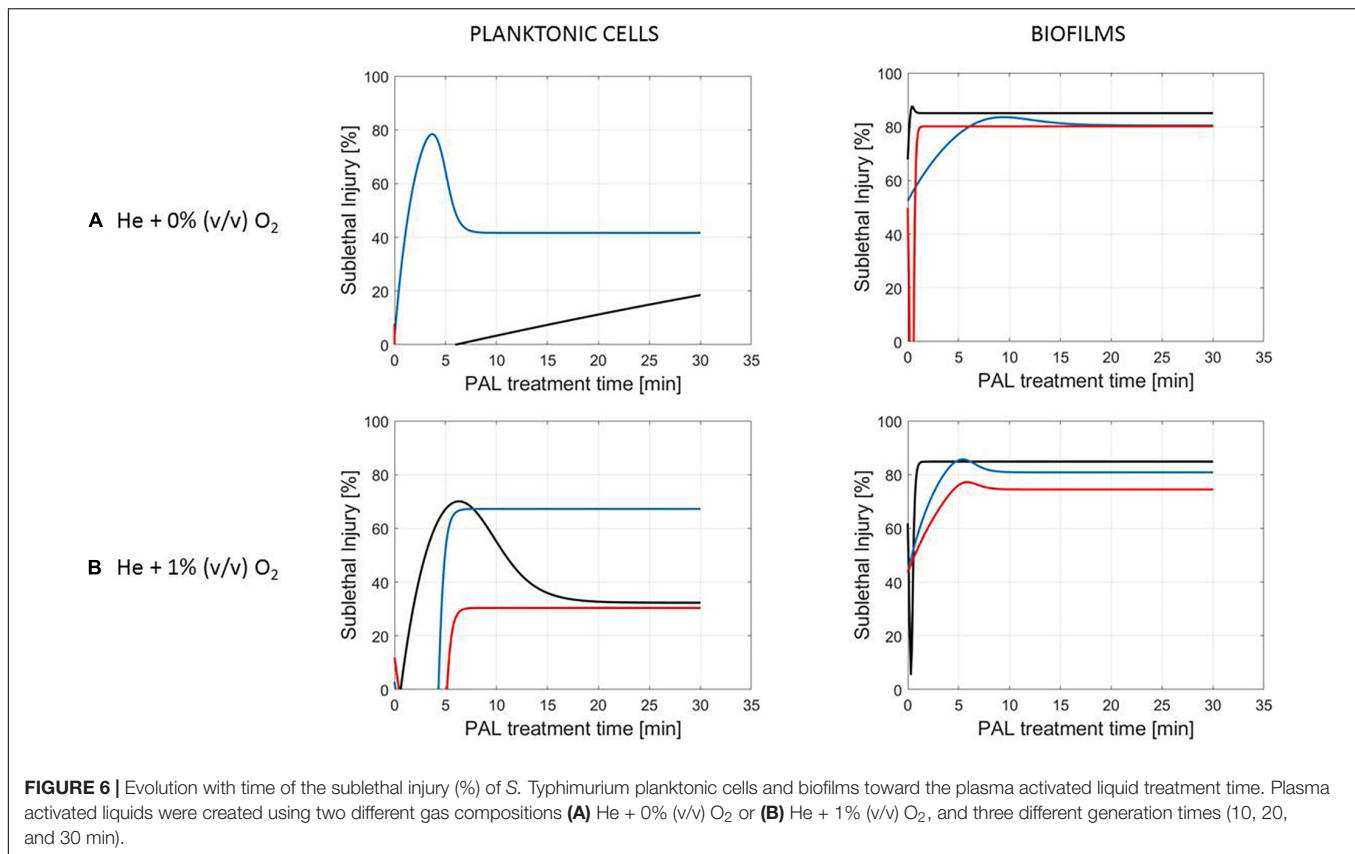 PLANKTONIC CELLS
BIOFILMS
A He + 0% (v/v) O₂
Sublethal Injury [%]
100
80
60
40
20
0
0 5 10 15 20 25 30 35
PAL treatment time [min]
Sublethal Injury [%]
100
80
60
40
20
0
0 5 10 15 20 25 30 35
PAL treatment time [min]
B He + 1% (v/v) O₂
Sublethal Injury [%]
100
80
60
40
20
0
0 5 10 15 20 25 30 35
PAL treatment time [min]
Sublethal Injury [%]
100
80
60
40
20
0
0 5 10 15 20 25 30 35
PAL treatment time [min]
FIGURE 6 | Evolution with time of the sublethal injury (%) of S. Typhimurium planktonic cells and biofilms toward the plasma activated liquid treatment time. Plasma
activated liquids were created using two different gas compositions (A) He + 0% (v/v) O₂ or (B) He + 1% (v/v) O₂, and three different generation times (10, 20,
and 30 min).